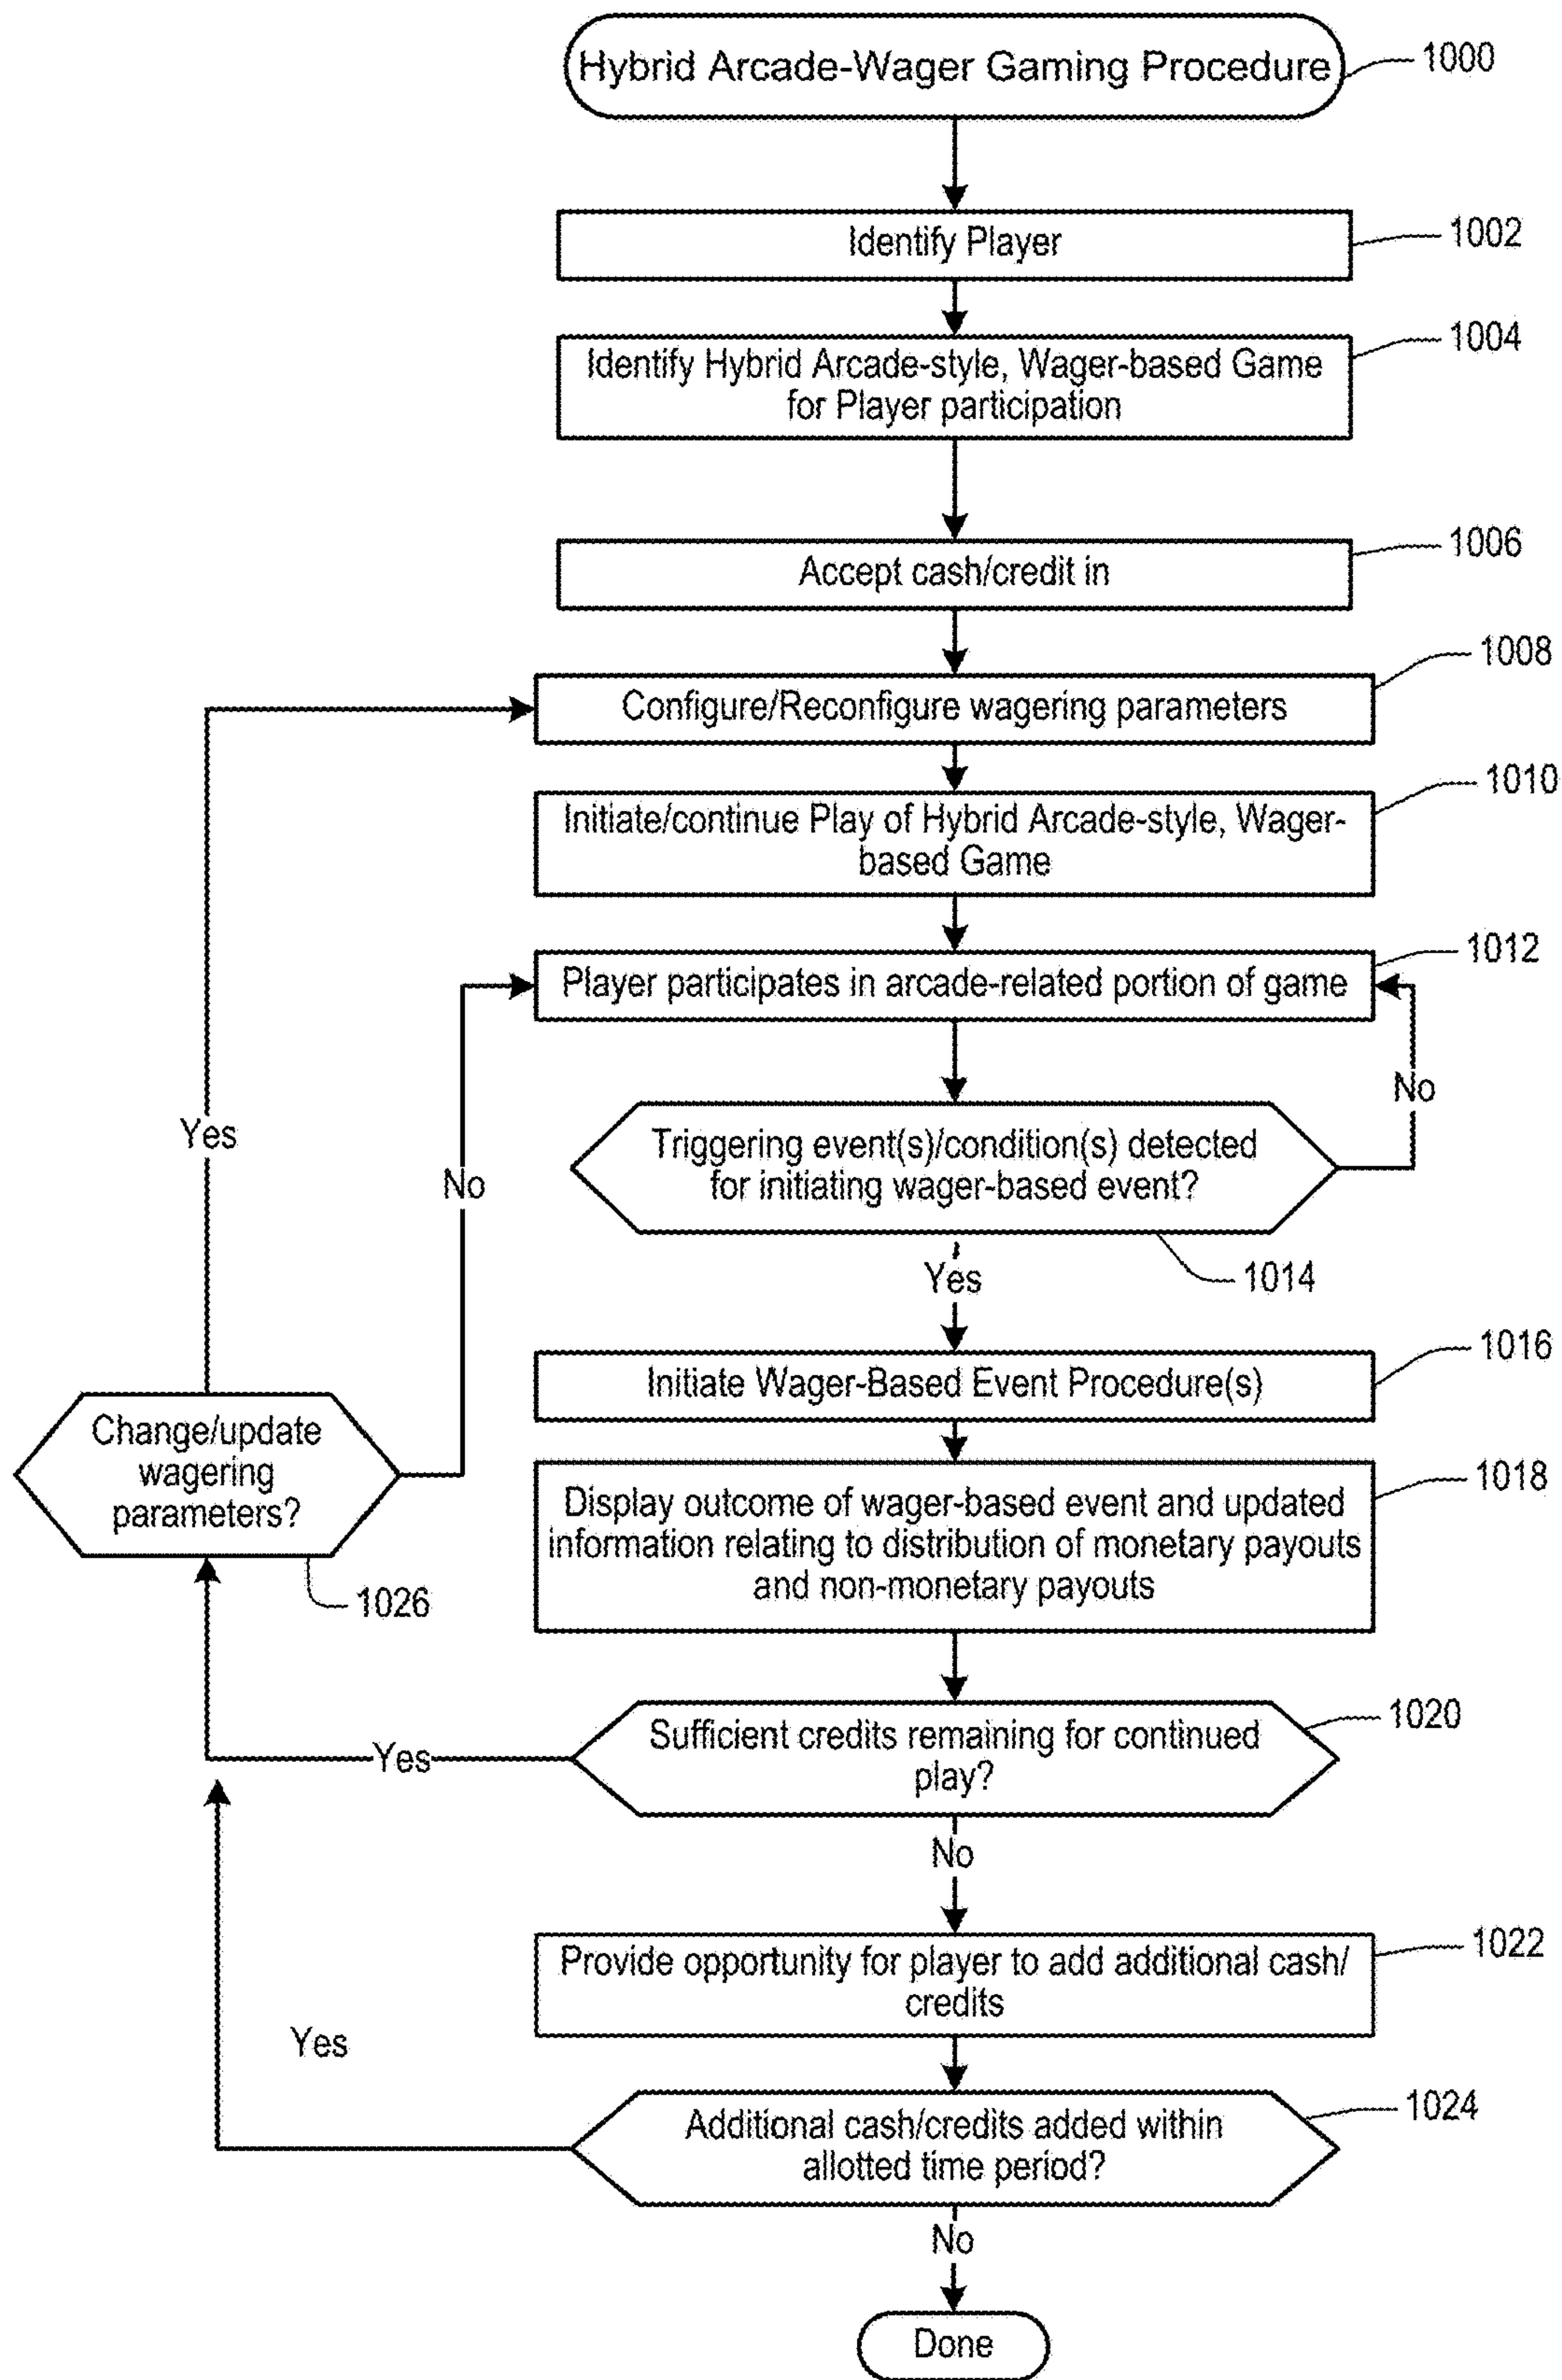 Hybrid Arcade-Wager Gaming Procedure
1000
Identify Player
1002
Identify Hybrid Arcade-style, Wager-based Game
for Player participation
1004
Accept cash/credit in
1006
Configure/Reconfigure wagering parameters
1008
Initiate/continue Play of Hybrid Arcade-style, Wager-
based Game
1010
Player participates in arcade-related portion of game
1012
No
Triggering event(s)/condition(s) detected
for initiating wager-based event?
1014
Yes
Yes
No
Initiate Wager-Based Event Procedure(s)
1016
Change/update
wagering
parameters?
1026
Display outcome of wager-based event and updated
information relating to distribution of monetary payouts
and non-monetary payouts
1018
Sufficient credits remaining for continued
play?
1020
Yes
No
Provide opportunity for player to add additional cash/
credits
1022
Yes
Additional cash/credits added within
allotted time period?
1024
No
Done